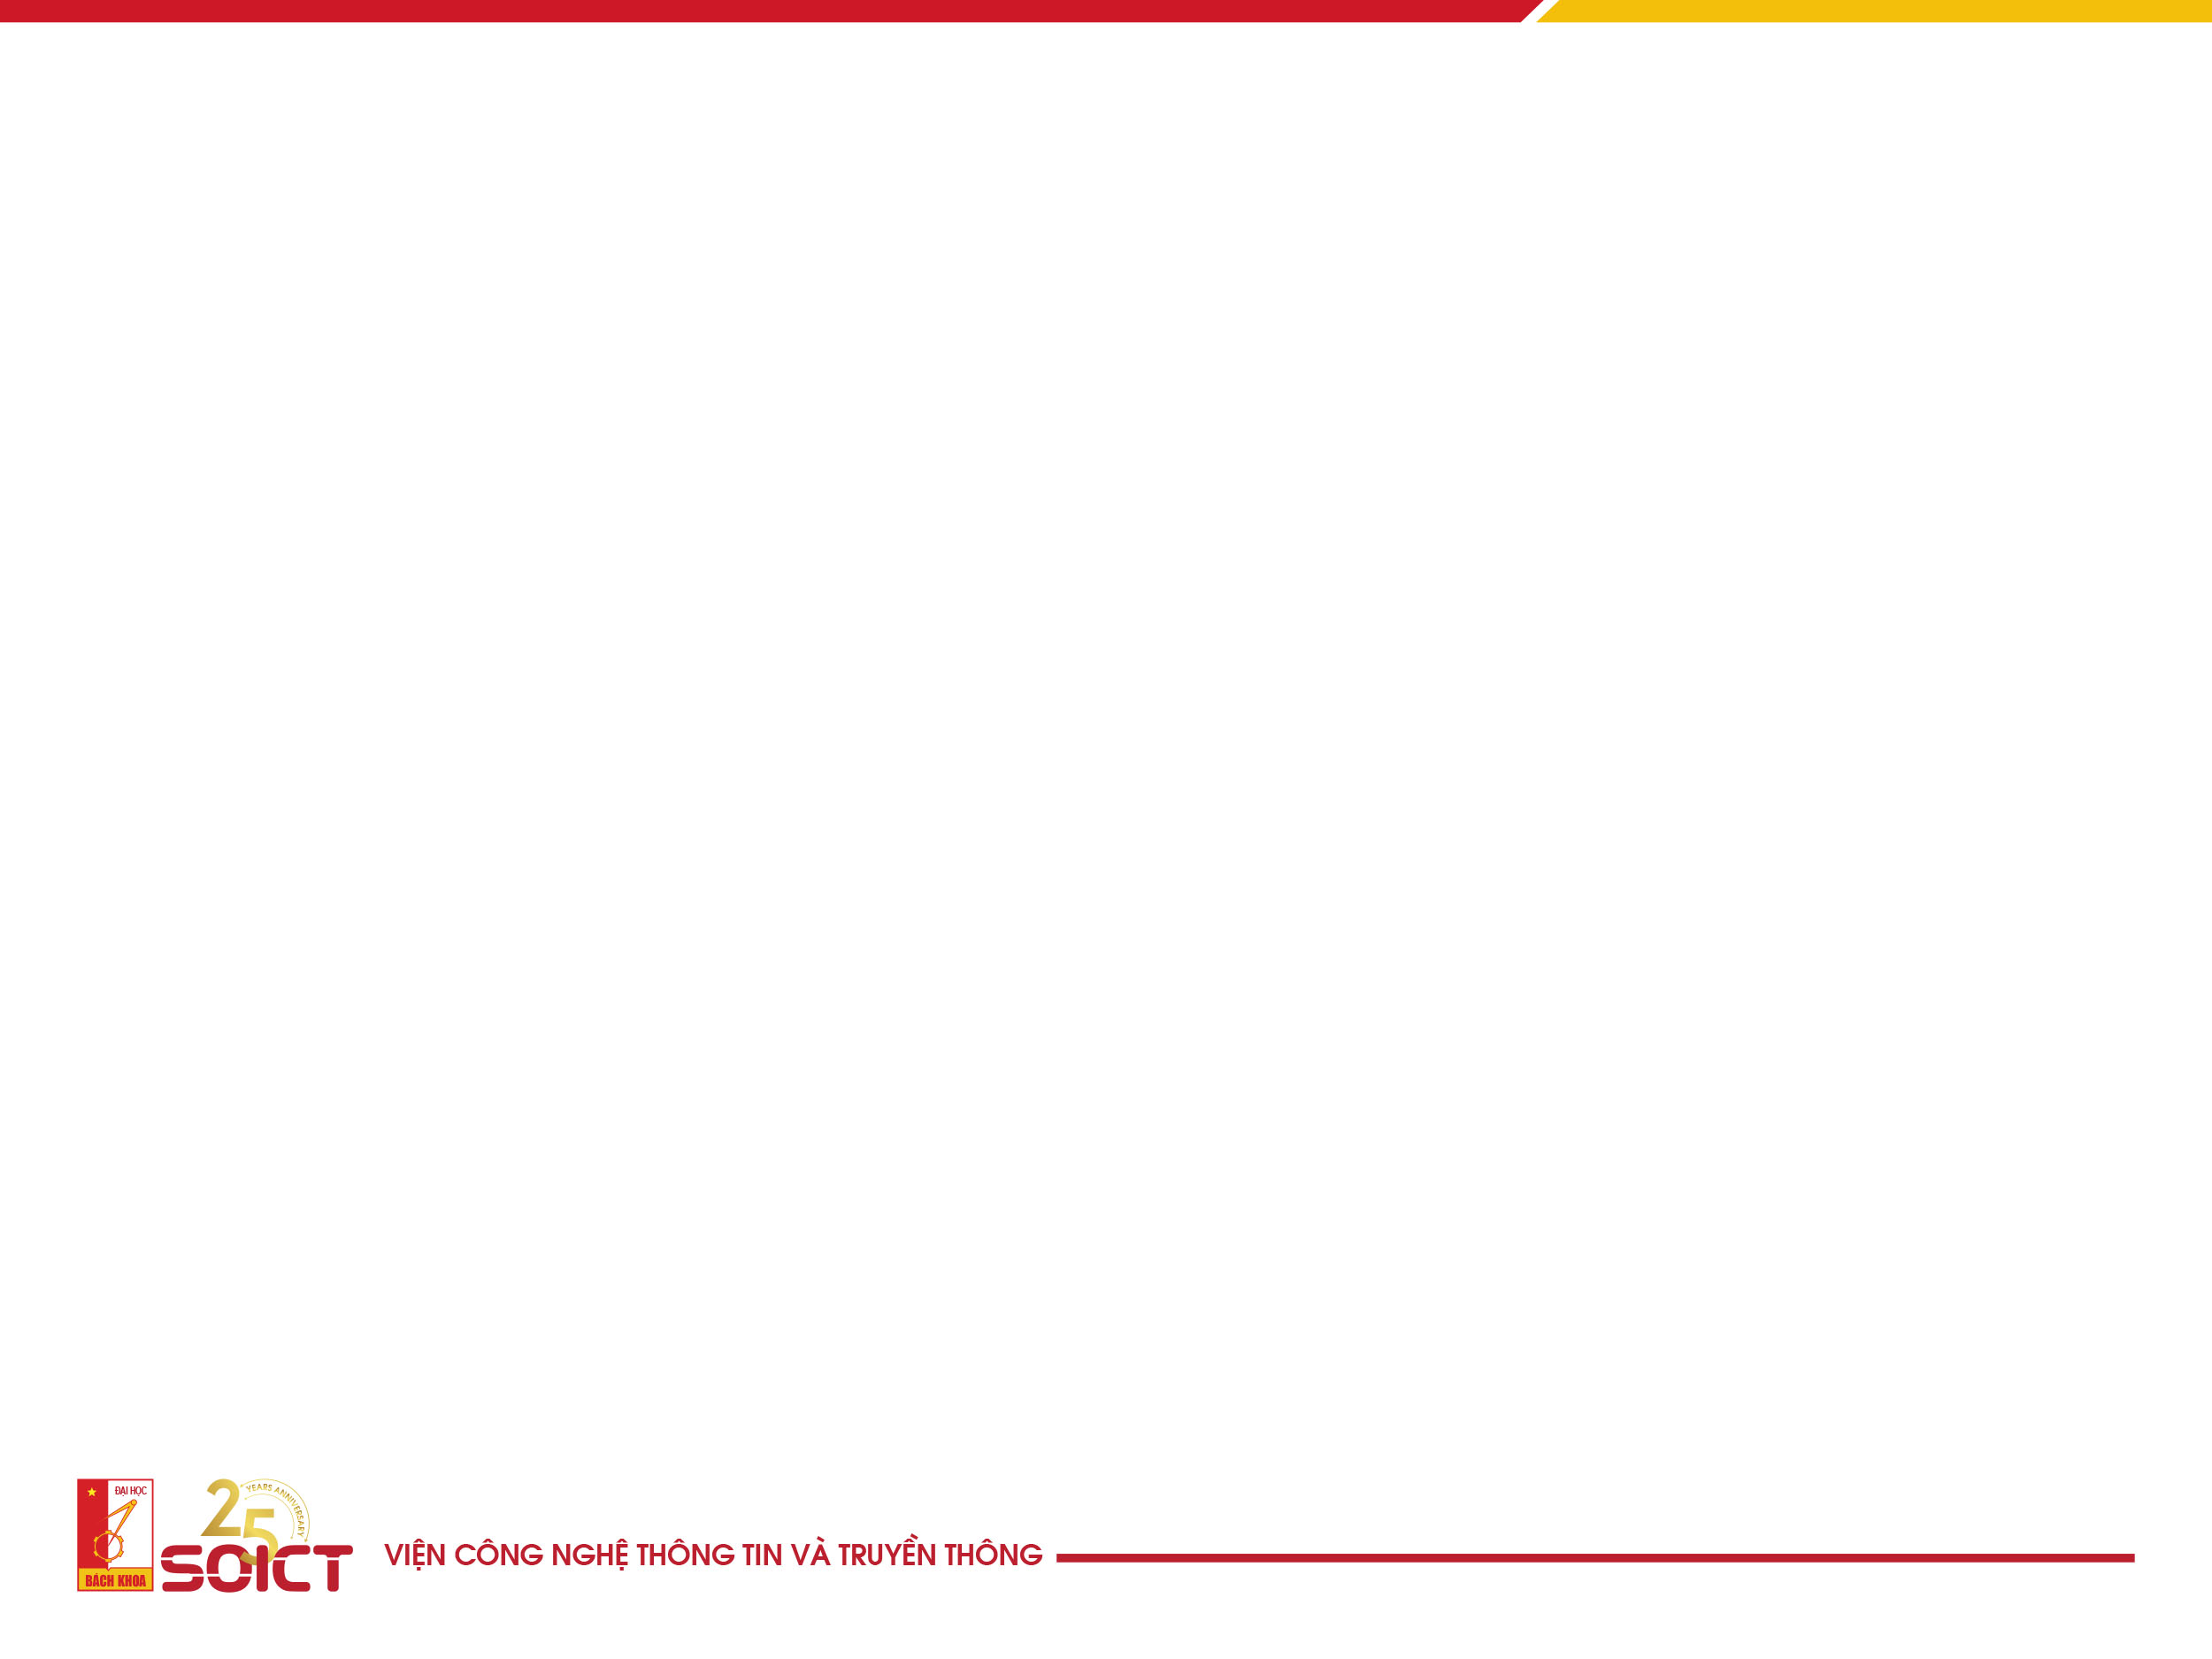 ĐẠI HỌC
BÁCH KHOA
25
YEARS ANNIVERSARY
SOICT
VIỆN CÔNG NGHỆ THÔNG TIN VÀ TRUYỀN THÔNG